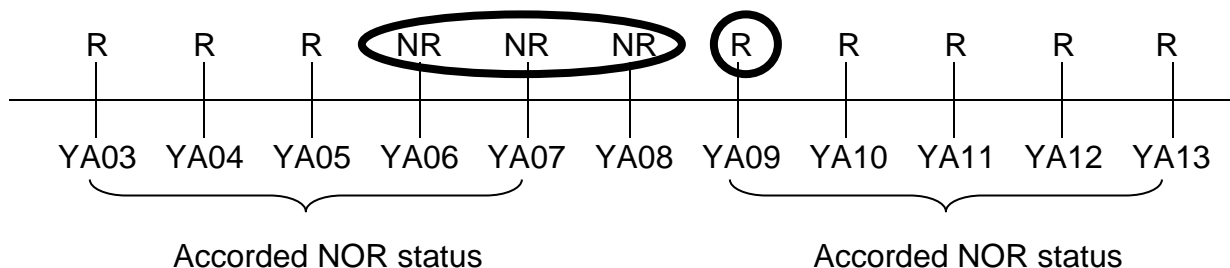 R R R NR NR NR R R R R R
YA03 YA04 YA05 YA06 YA07 YA08 YA09 YA10 YA11 YA12 YA13
Accorded NOR status Accorded NOR status